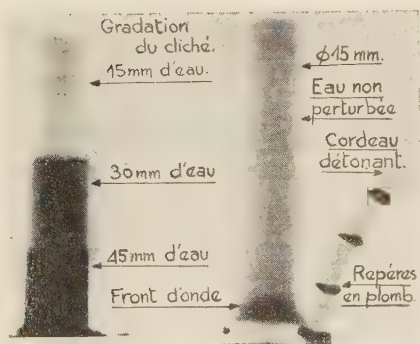 Gradation
du cliché.
15mm d'eau.
30mm d'eau
45mm d'eau
Front d'onde
φ15 mm.
Eau non
perturbée
Cordeau
détonant.
Repères
en plomb.